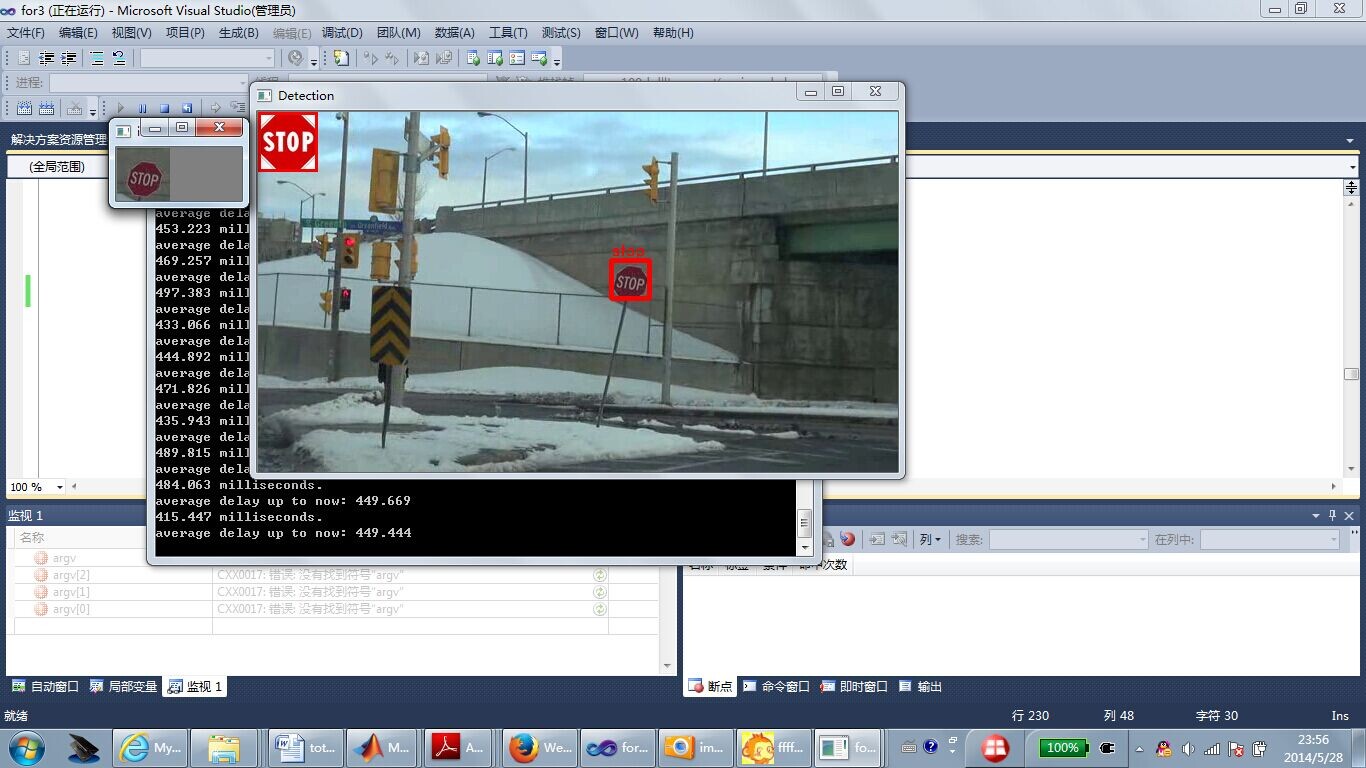 for3 (正在运行) - Microsoft Visual Studio(管理员)
文件(F) 编辑(E) 视图(V) 项目(P) 生成(B) 编辑(E) 调试(D) 团队(M) 数据(A) 工具(T) 测试(S) 窗口(W) 帮助(H)
进程:
Detection
解决方案资源管理
(全局范围)
STOP
STOP
stop
STOP
average dela
453.223 mill
average dela
469.257 mill
average dela
497.383 mill
average dela
433.066 mill
average dela
444.892 mill
average dela
471.826 mill
average dela
435.943 mill
average dela
489.815 mill
average dela
484.063 milliseconds.
average delay up to now: 449.669
415.447 milliseconds.
average delay up to now: 449.444
100 %
监视 1
名称
argv
argv[2] CXX0017: 错误: 没有找到符号"argv"
argv[1] CXX0017: 错误: 没有找到符号"argv"
argv[0] CXX0017: 错误: 没有找到符号"argv"
列 搜索: 在列中:
自动窗口 局部变量 监视 1
断点 命令窗口 即时窗口 输出
就绪 行 230 列 48 字符 30 Ins
My... tot... M... A... We... for... im... ffff... fo...
100%
23:56
2014/5/28